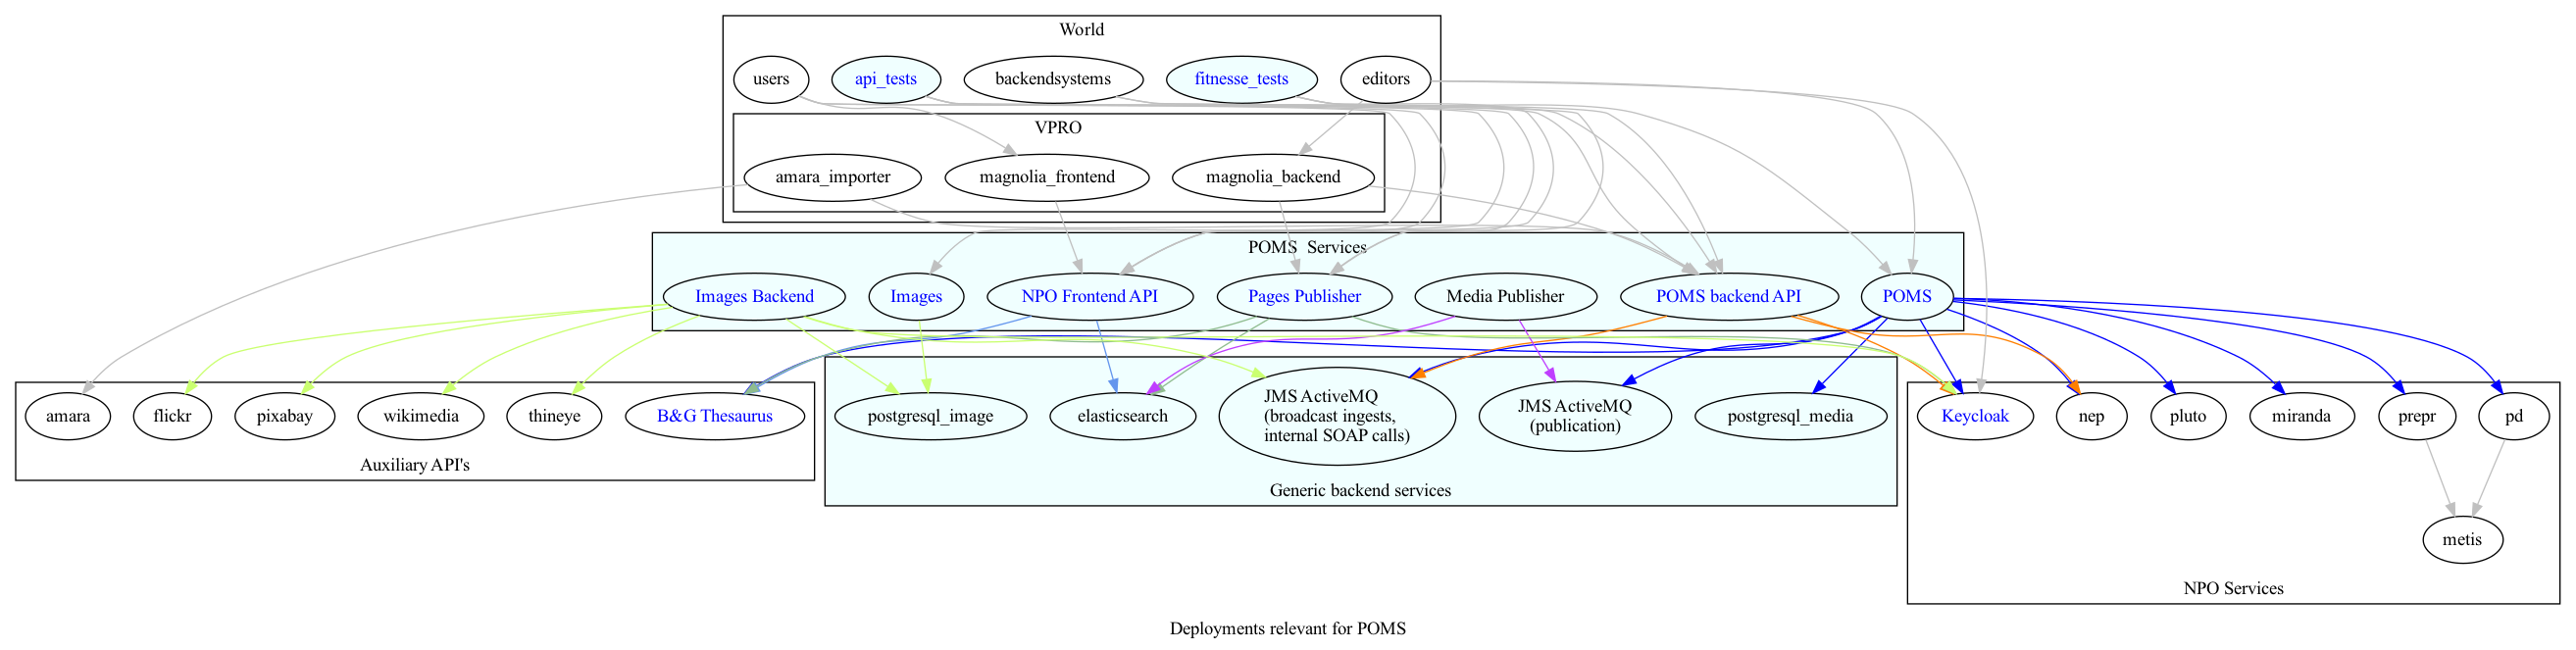 World
users
api_tests
backendsystems
fitnesse_tests
editors
VPRO
amara_importer
magnolia_frontend
magnolia_backend
POMS  Services
Images Backend
Images
NPO Frontend API
Pages Publisher
Media Publisher
POMS backend API
POMS
amara
flickr
pixabay
wikimedia
thineye
B&G Thesaurus
Auxiliary API's
postgresql_image
elasticsearch
JMS ActiveMQ
(broadcast ingests,
internal SOAP calls)
JMS ActiveMQ
(publication)
postgresql_media
Generic backend services
Keycloak
nep
pluto
miranda
prepr
pd
metis
NPO Services
Deployments relevant for POMS